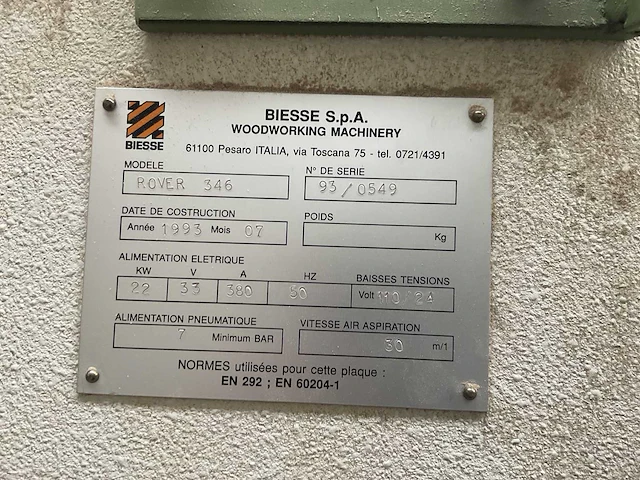 BIESSE
BIESSE S.p.A.
WOODWORKING MACHINERY
61100 Pesaro ITALIA, via Toscana 75 - tel. 0721/4391
MODELE N° DE SERIE
ROVER 346 93/0549
DATE DE COSTRUCTION POIDS
Année 1993 Mois 07 Kg
ALIMENTATION ELETRIQUE
KW V A HZ BAISSES TENSIONS
22 33 380 50 Volt 110/24
ALIMENTATION PNEUMATIQUE VITESSE AIR ASPIRATION
7 Minimum BAR 30 m/1
NORMES utilisées pour cette plaque :
EN 292 ; EN 60204-1